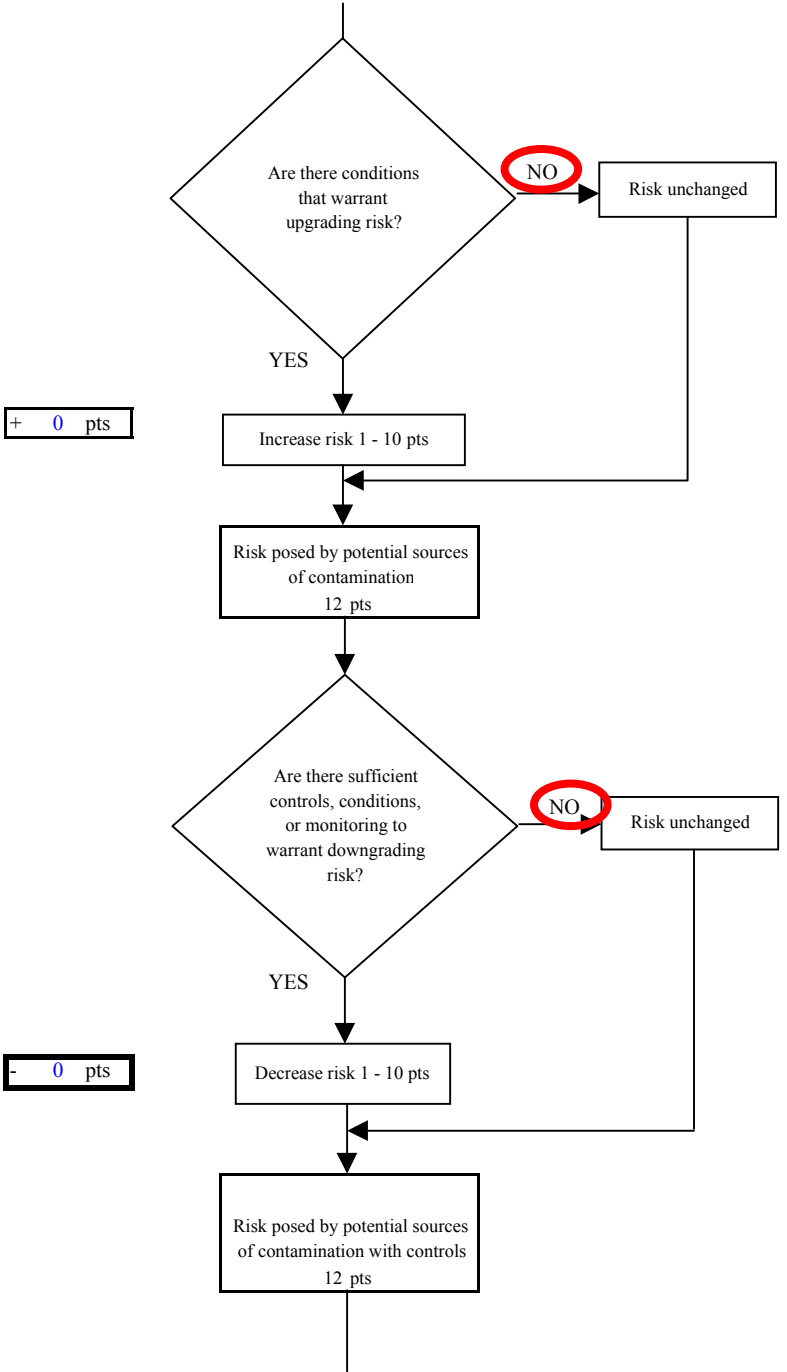 Are there conditions
that warrant
upgrading risk?
NO
Risk unchanged
YES
+ 0 pts
Increase risk 1 - 10 pts
Risk posed by potential sources
of contamination
12 pts
Are there sufficient
controls, conditions,
or monitoring to
warrant downgrading
risk?
NO
Risk unchanged
YES
- 0 pts
Decrease risk 1 - 10 pts
Risk posed by potential sources
of contamination with controls
12 pts